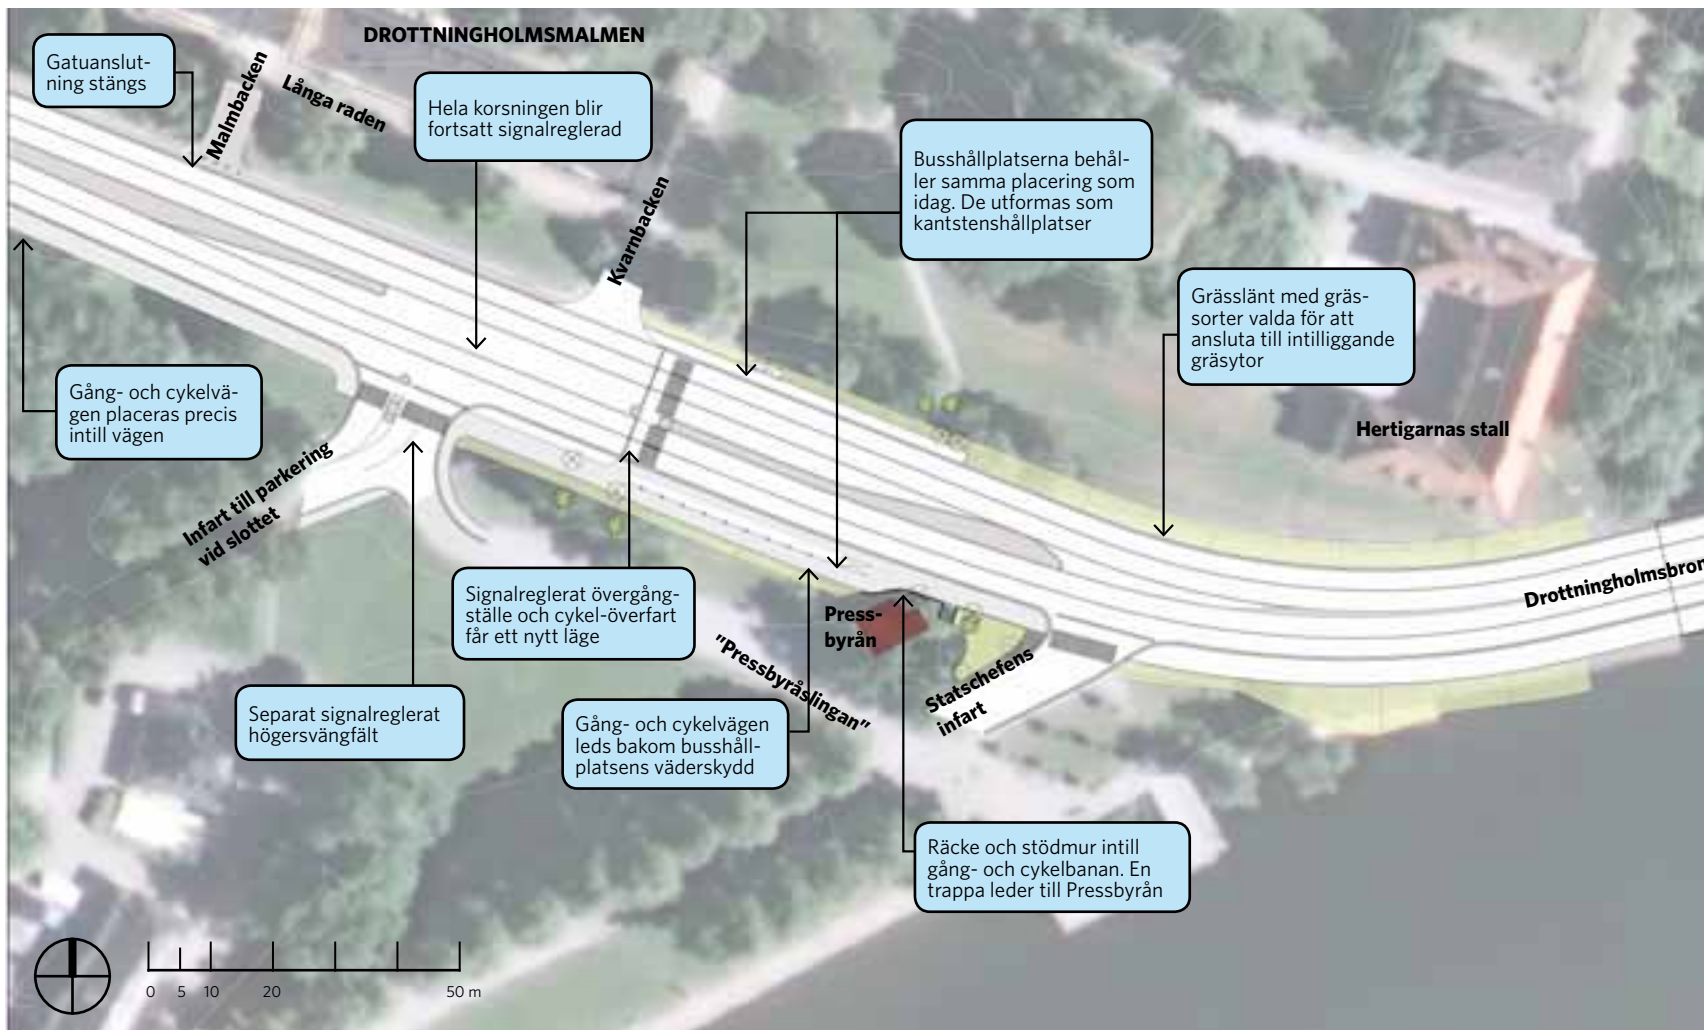 DROTTNINGHOLMSMALMEN
Gatuanslut-
ning stängs
Malmbacken
Långa raden
Hela korsningen blir
fortsatt signalreglerad
Kvarnbacken
Busshållplatserna behål-
ler samma placering som
idag. De utformas som
kantstenshållplatser
Grässlänt med gräs-
sorter valda för att
ansluta till intilliggande
gräsytor
Gång- och cykelvä-
gen placeras precis
intill vägen
Hertigarnas stall
Infart till parkering
vid slottet
Signalreglerat övergång-
ställe och cykel-överfart
får ett nytt läge
Press-
byrån
Drottningholmsbron
"Pressbyråslingan"
Statschefens
infart
Separat signalreglerat
högersvängfält
Gång- och cykelvägen
leds bakom busshåll-
platsens väderskydd
Räcke och stödmur intill
gång- och cykelbanan. En
trappa leder till Pressbyrån
0 5 10 20 50 m